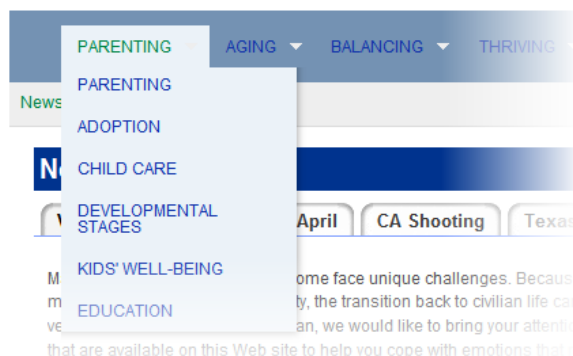 PARENTING AGING BALANCING THRIVING
PARENTING
News
ADOPTION
CHILD CARE
DEVELOPMENTAL
STAGES
April CA Shooting Texas
KIDS' WELL-BEING
ome face unique challenges. Becaus
ty, the transition back to civilian life ca
EDUCATION
an, we would like to bring your attentio
that are available on this Web site to help you cope with emotions that